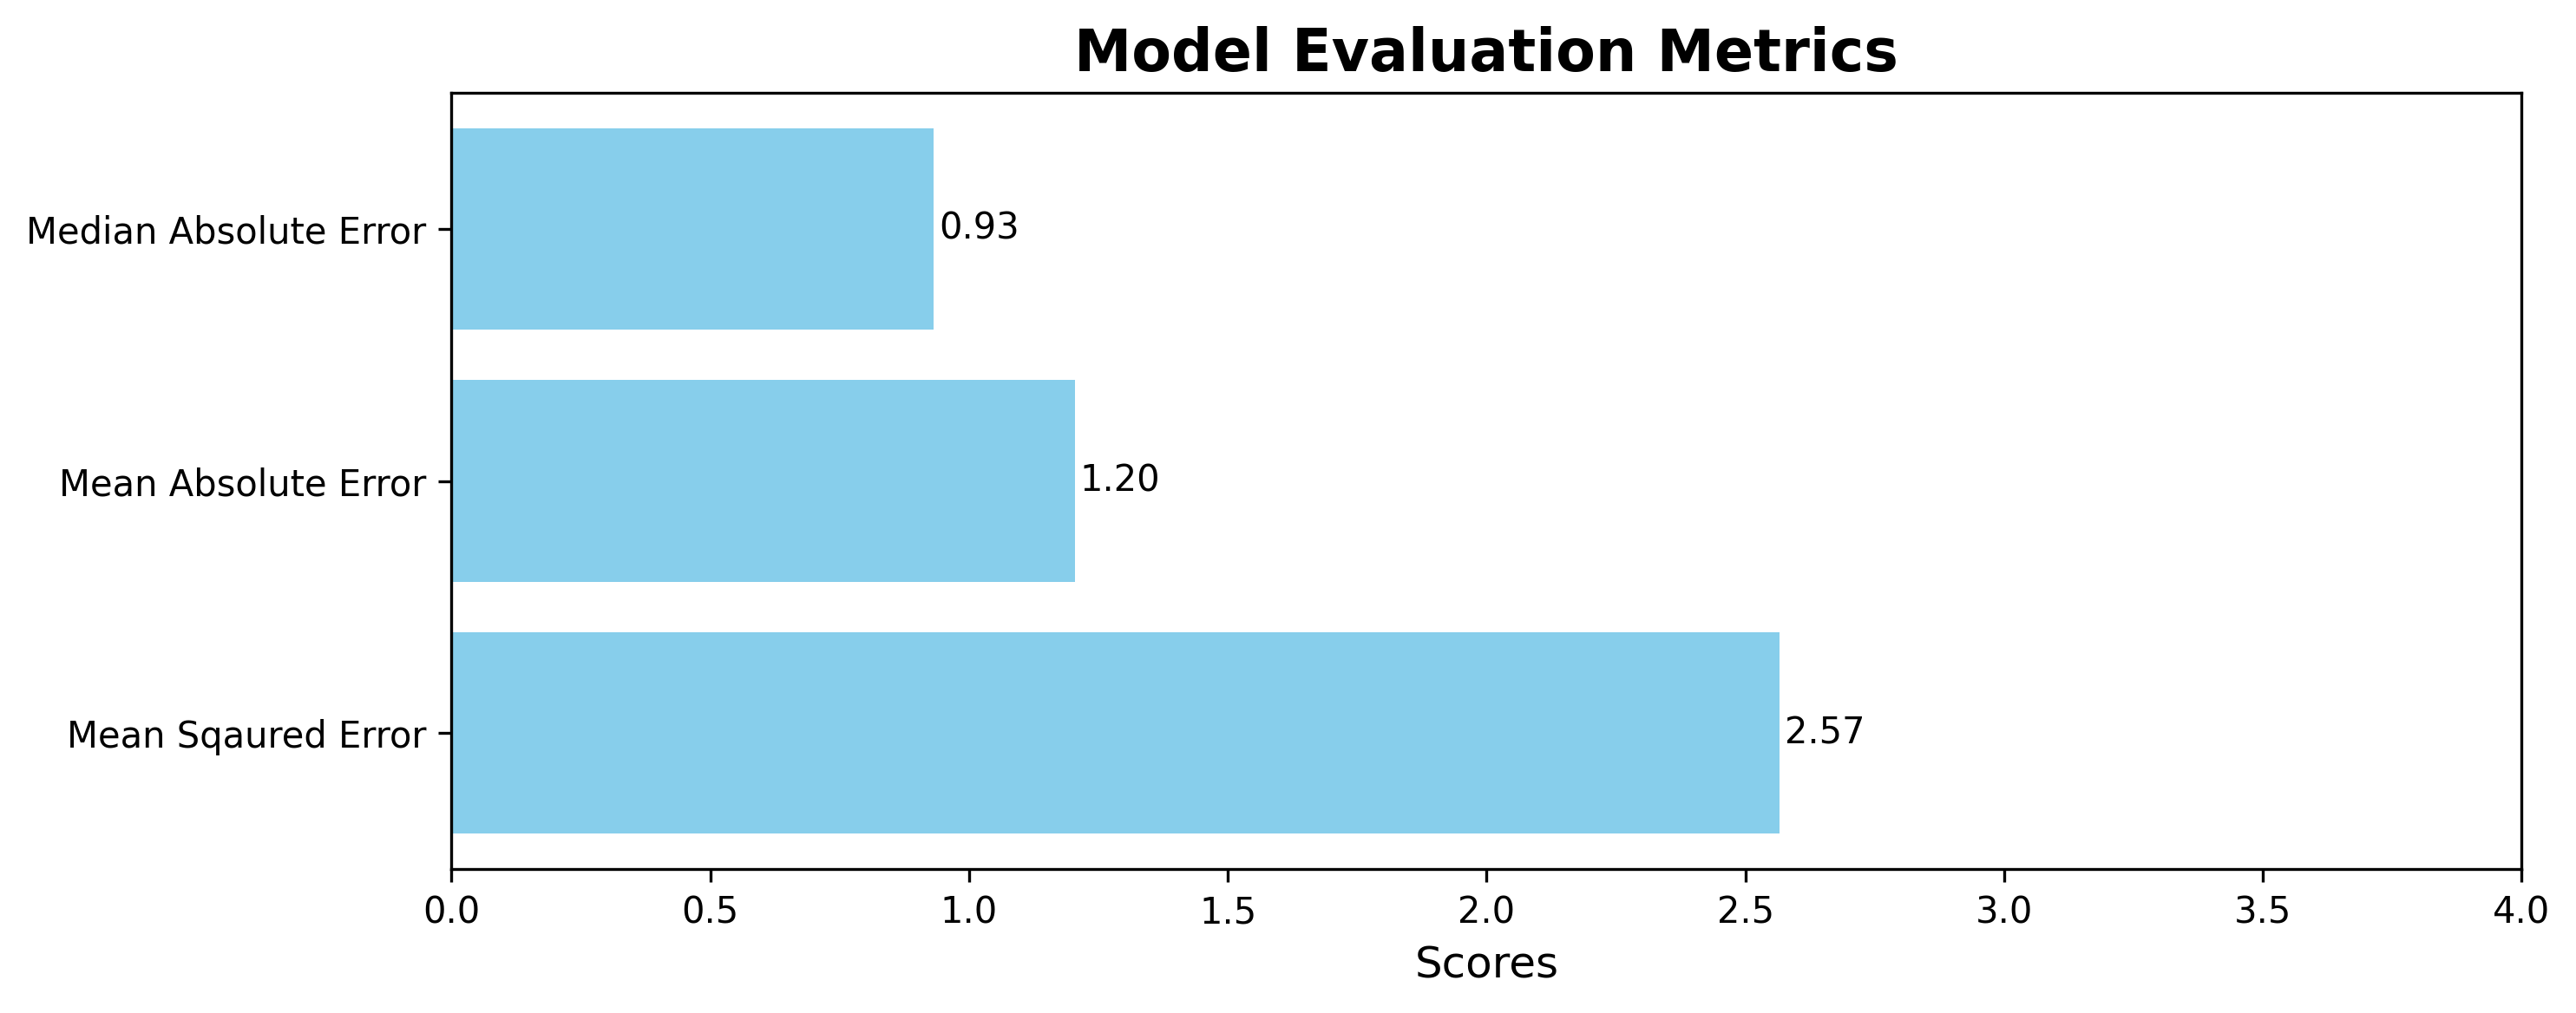 Model Evaluation Metrics
Median Absolute Error
0.93
Mean Absolute Error
1.20
Mean Sqaured Error
2.57
0.0 0.5 1.0 1.5 2.0 2.5 3.0 3.5 4.0
Scores